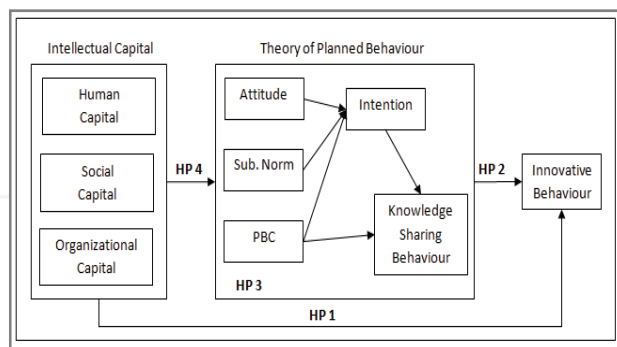 Intellectual Capital
Theory of Planned Behaviour
Human
Capital
Social
Capital
Organizational
Capital
HP 4
Attitude
Sub. Norm
PBC
HP 3
Intention
Knowledge
Sharing
Behaviour
HP 2
Innovative
Behaviour
HP 1